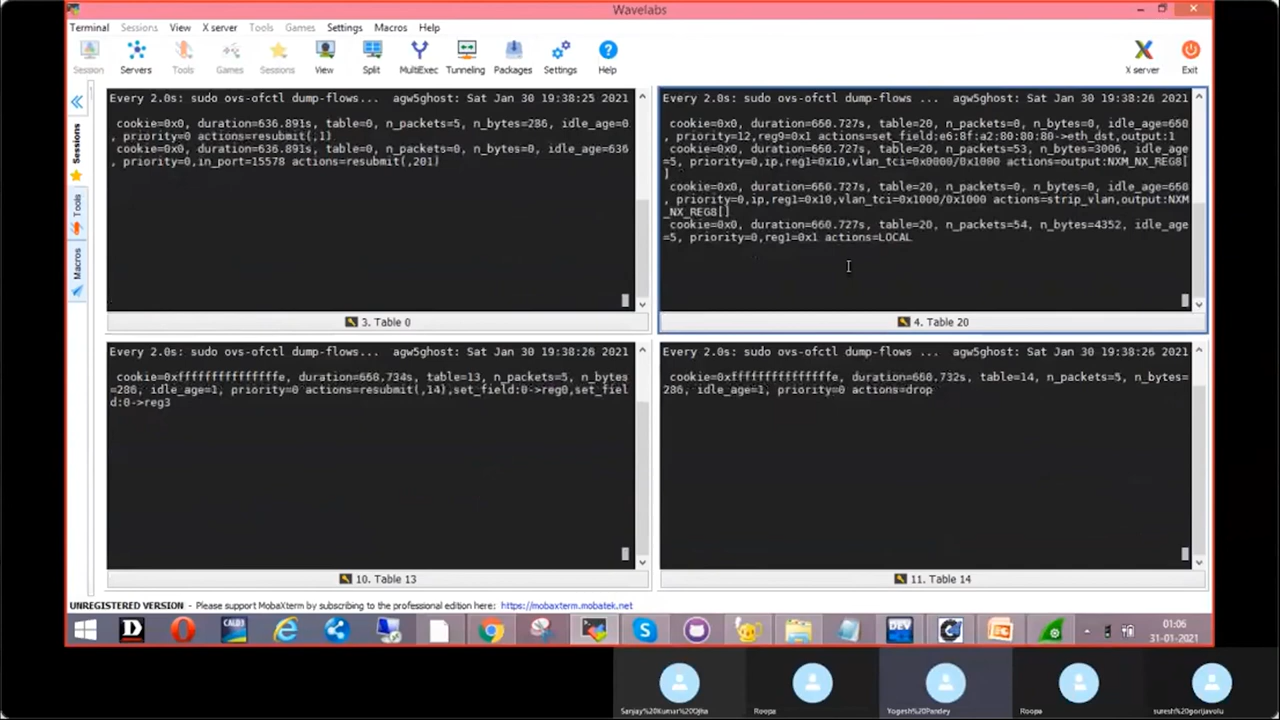 Wavelabs
Terminal Sessions View X server Tools Games Settings Macros Help
Session Servers Tools Games Sessions View Split MultiExec Tunneling Packages Settings Help X server Exit
Sessions
Tools
Macros
Every 2.0s: sudo ovs-ofctl dump-flows... agw5ghost: Sat Jan 30 19:38:25 2021
cookie=0x0, duration=636.891s, table=0, n_packets=5, n_bytes=286, idle_age=0
, priority=0 actions=resubmit(,1)
cookie=0x0, duration=636.891s, table=0, n_packets=0, n_bytes=0, idle_age=636
, priority=0,in_port=15578 actions=resubmit(,201)
3. Table 0
Every 2.0s: sudo ovs-ofctl dump-flows ... agw5ghost: Sat Jan 30 19:38:26 2021
cookie=0x0, duration=660.727s, table=20, n_packets=0, n_bytes=0, idle_age=660
, priority=12,reg9=0x1 actions=set_field:e6:8f:a2:80:80:80->eth_dst,output:1
cookie=0x0, duration=660.727s, table=20, n_packets=53, n_bytes=3006, idle_age
=5, priority=0,ip,reg1=0x10,vlan_tci=0x0000/0x1000 actions=output:NXM_NX_REG8[
]
cookie=0x0, duration=660.727s, table=20, n_packets=0, n_bytes=0, idle_age=660
, priority=0,ip,reg1=0x10,vlan_tci=0x1000/0x1000 actions=strip_vlan,output:NXM
_NX_REG8[]
cookie=0x0, duration=660.727s, table=20, n_packets=54, n_bytes=4352, idle_age
=5, priority=0,reg1=0x1 actions=LOCAL
4. Table 20
Every 2.0s: sudo ovs-ofctl dump-flows... agw5ghost: Sat Jan 30 19:38:26 2021
cookie=0xfffffffffffffffe, duration=660.734s, table=13, n_packets=5, n_bytes
=286, idle_age=1, priority=0 actions=resubmit(,14),set_field:0->reg0,set_fiel
d:0->reg3
10. Table 13
Every 2.0s: sudo ovs-ofctl dump-flows ... agw5ghost: Sat Jan 30 19:38:26 2021
cookie=0xfffffffffffffffe, duration=660.732s, table=14, n_packets=5, n_bytes=
286, idle_age=1, priority=0 actions=drop
11. Table 14
UNREGISTERED VERSION - Please support MobaXterm by subscribing to the professional edition here: https://mobaxterm.mobatek.net
CALD3
DEV
01:06
31-01-2021
Sanjay%20Kumar%20Ojha
Roopa
Yogesh%20Pandey
Roopa
suresh%20gorijavolu